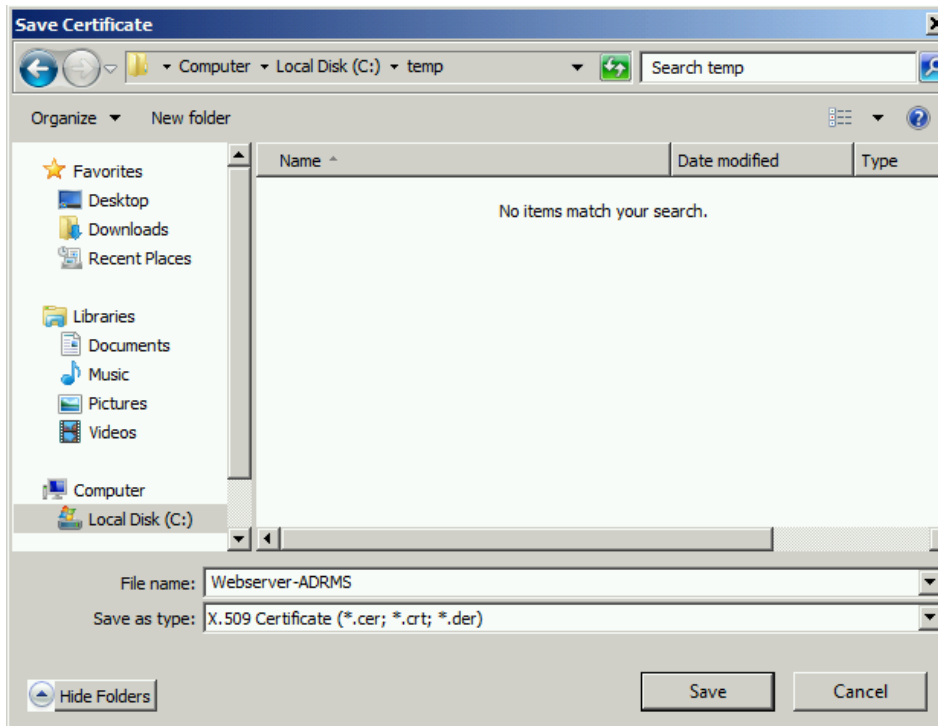 Save Certificate
Computer Local Disk (C:) temp
Search temp
Organize New folder
Name Date modified Type
No items match your search.
Favorites
Desktop
Downloads
Recent Places
Libraries
Documents
Music
Pictures
Videos
Computer
Local Disk (C:)
File name: Webserver-ADRMS
Save as type: X.509 Certificate (*.cer; *.crt; *.der)
Hide Folders Save Cancel